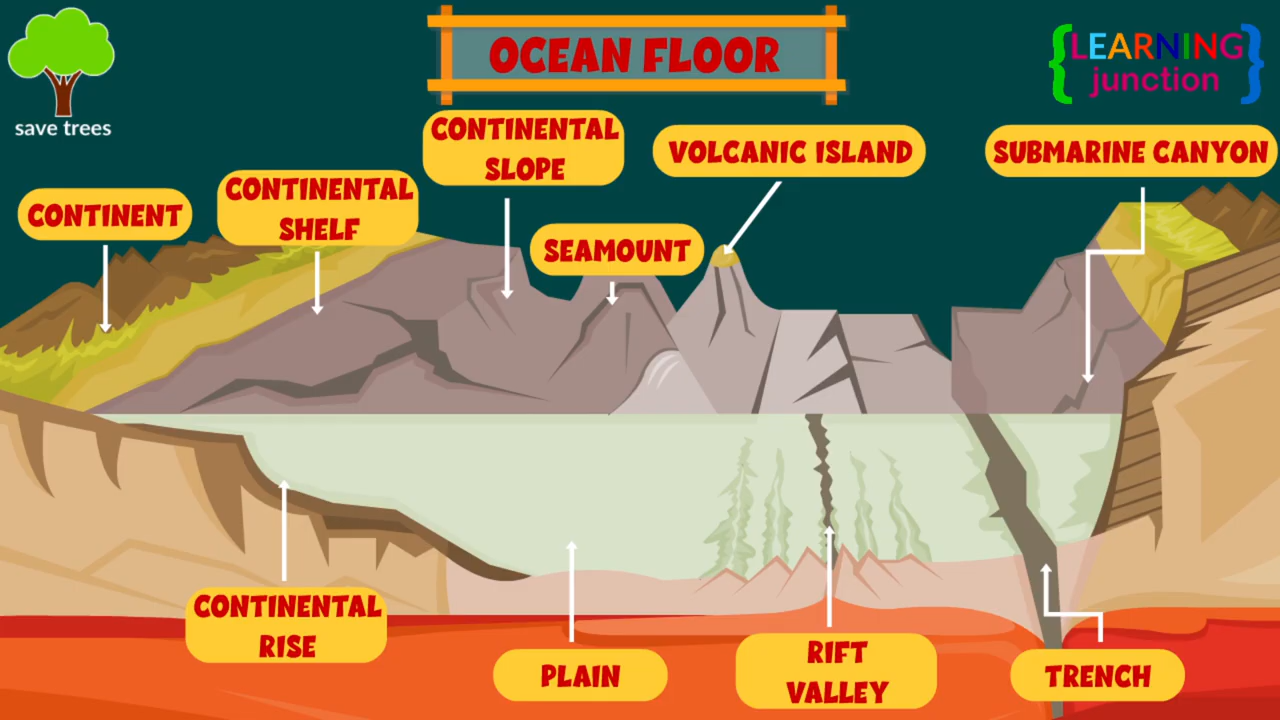 OCEAN FLOOR
save trees
{LEARNING
junction}
CONTINENTAL
SLOPE
VOLCANIC ISLAND
SUBMARINE CANYON
CONTINENT
CONTINENTAL
SHELF
SEAMOUNT
CONTINENTAL
RISE
PLAIN
RIFT
VALLEY
TRENCH